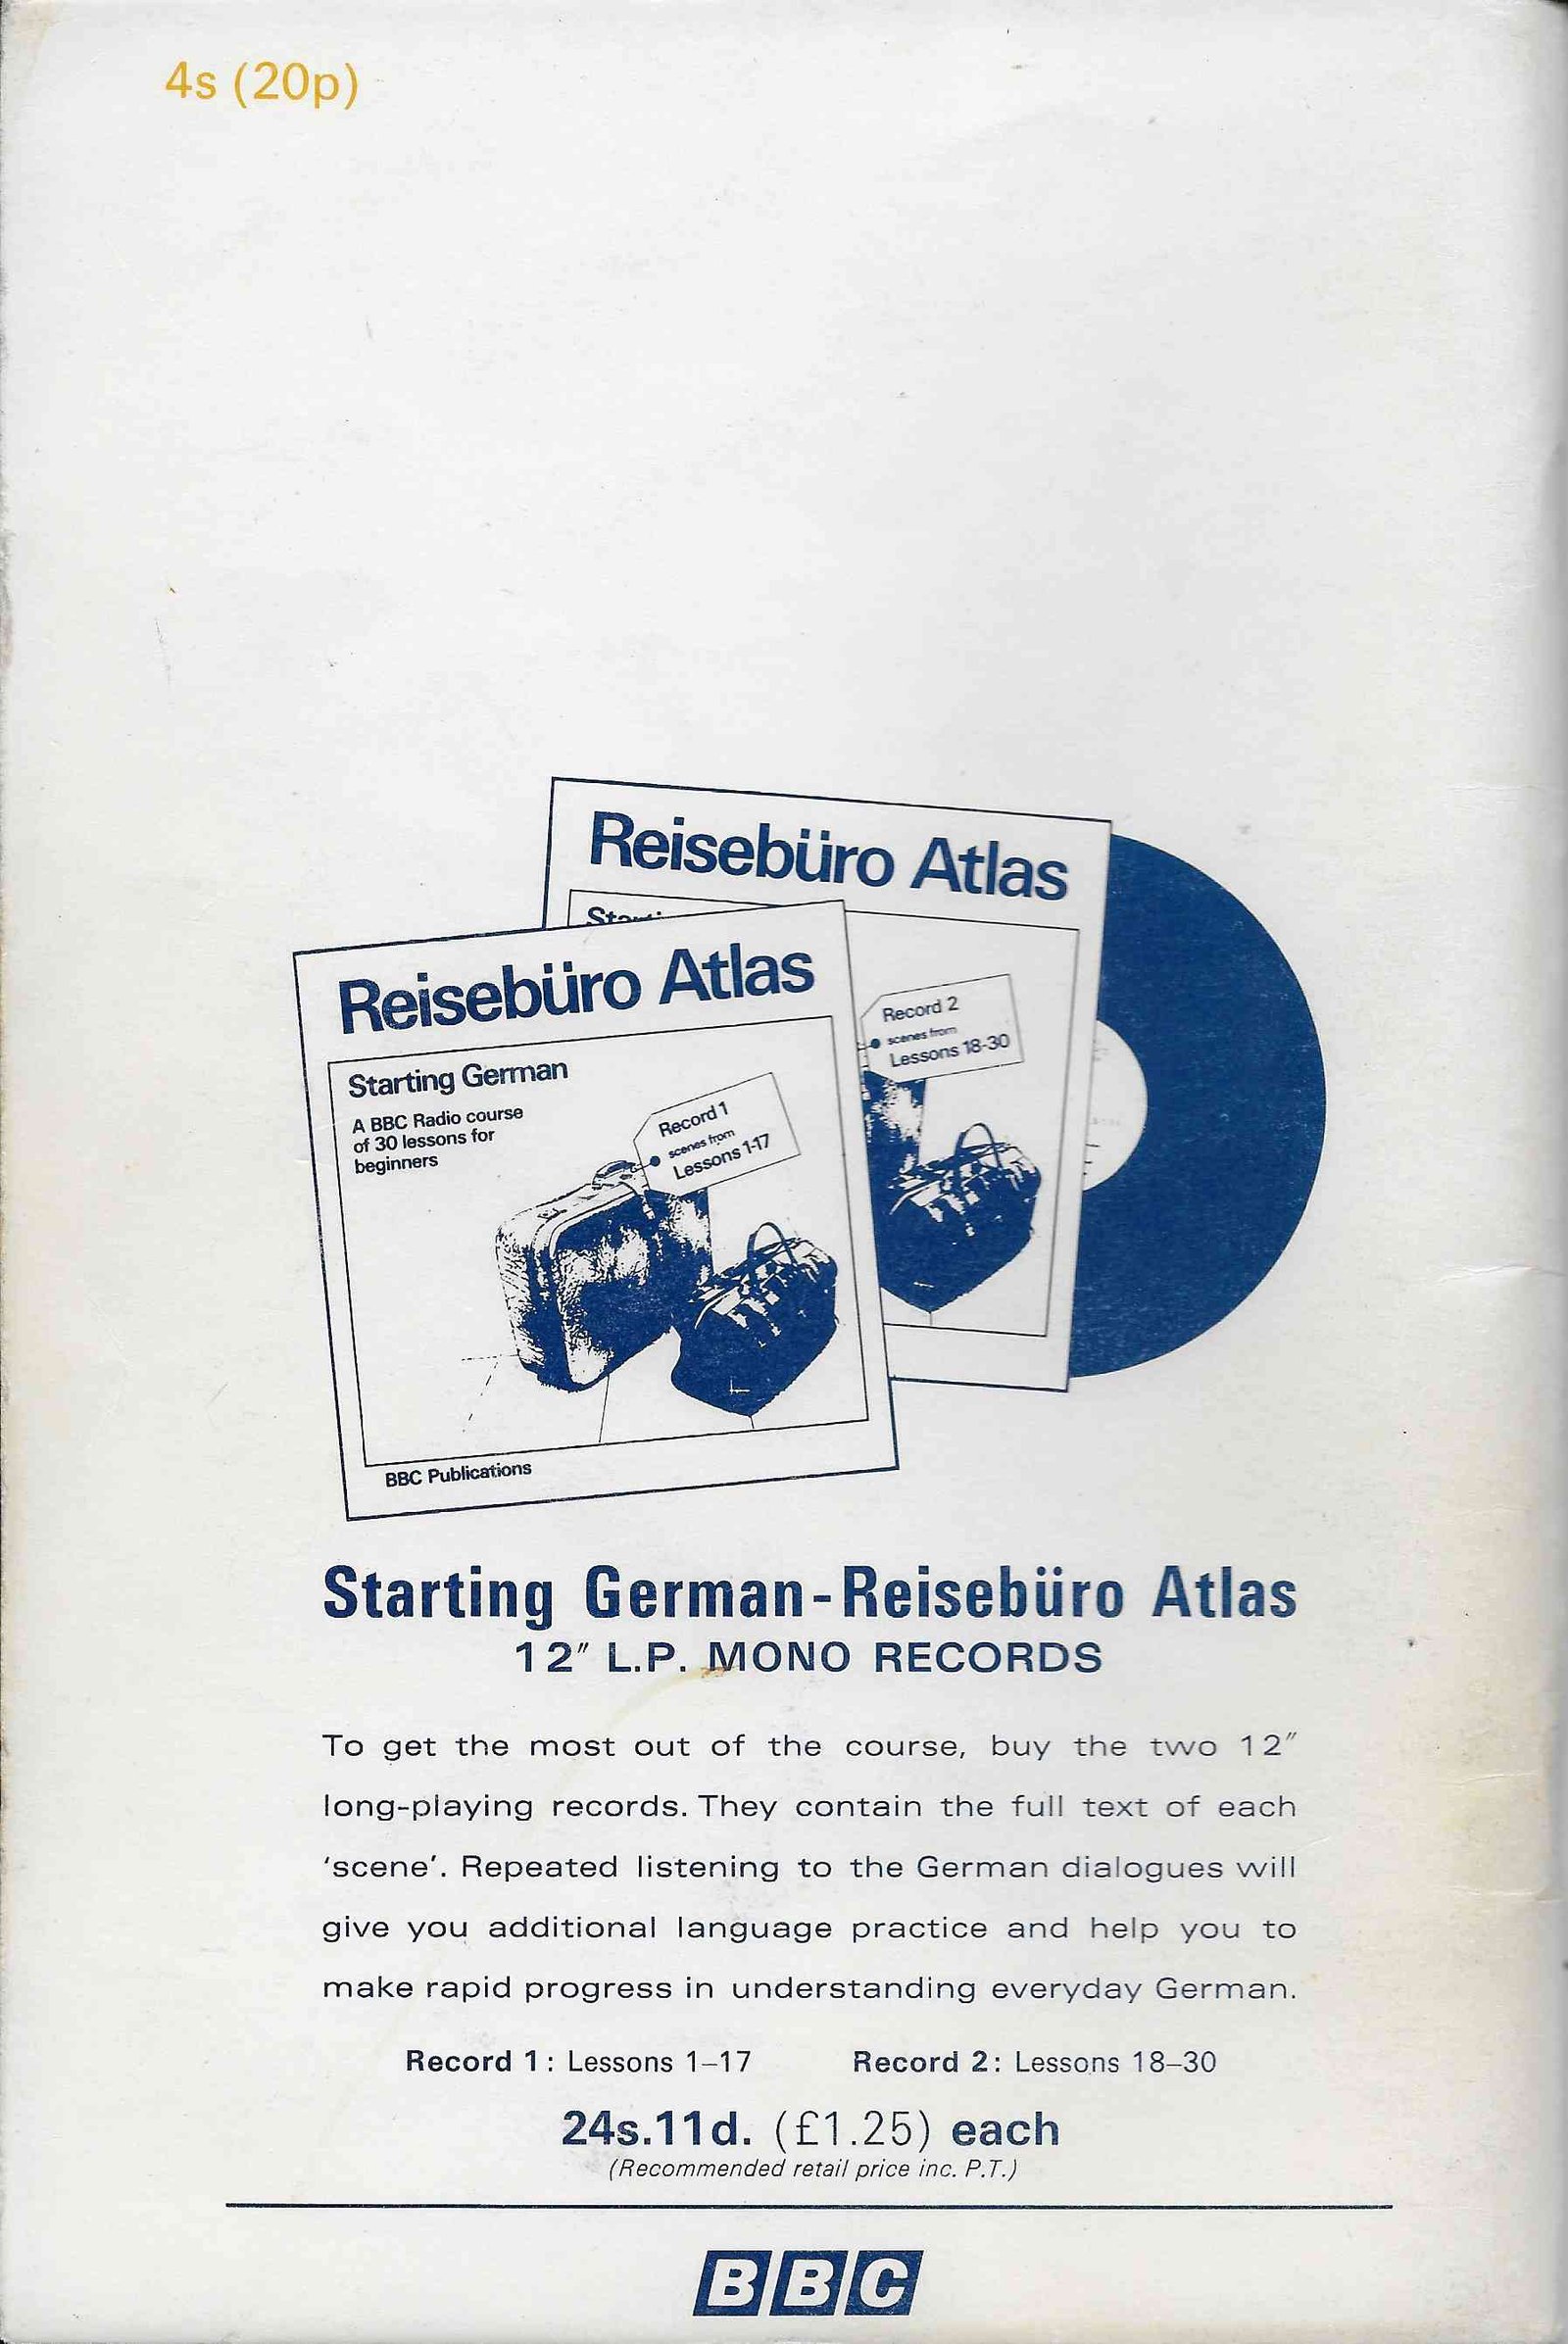 4s (20p)
Reisebüro Atlas
Record 2
scenes from
Lessons 18-30
Reisebüro Atlas
Starting German
A BBC Radio course
of 30 lessons for
beginners
Record 1
scenes from
Lessons 1-17
BBC Publications
Starting German-Reisebüro Atlas
12″ L.P. MONO RECORDS
To get the most out of the course, buy the two 12″
long-playing records. They contain the full text of each
‘scene’. Repeated listening to the German dialogues will
give you additional language practice and help you to
make rapid progress in understanding everyday German.
Record 1: Lessons 1–17 Record 2: Lessons 18–30
24s.11d. (£1.25) each
(Recommended retail price inc. P.T.)
BBC